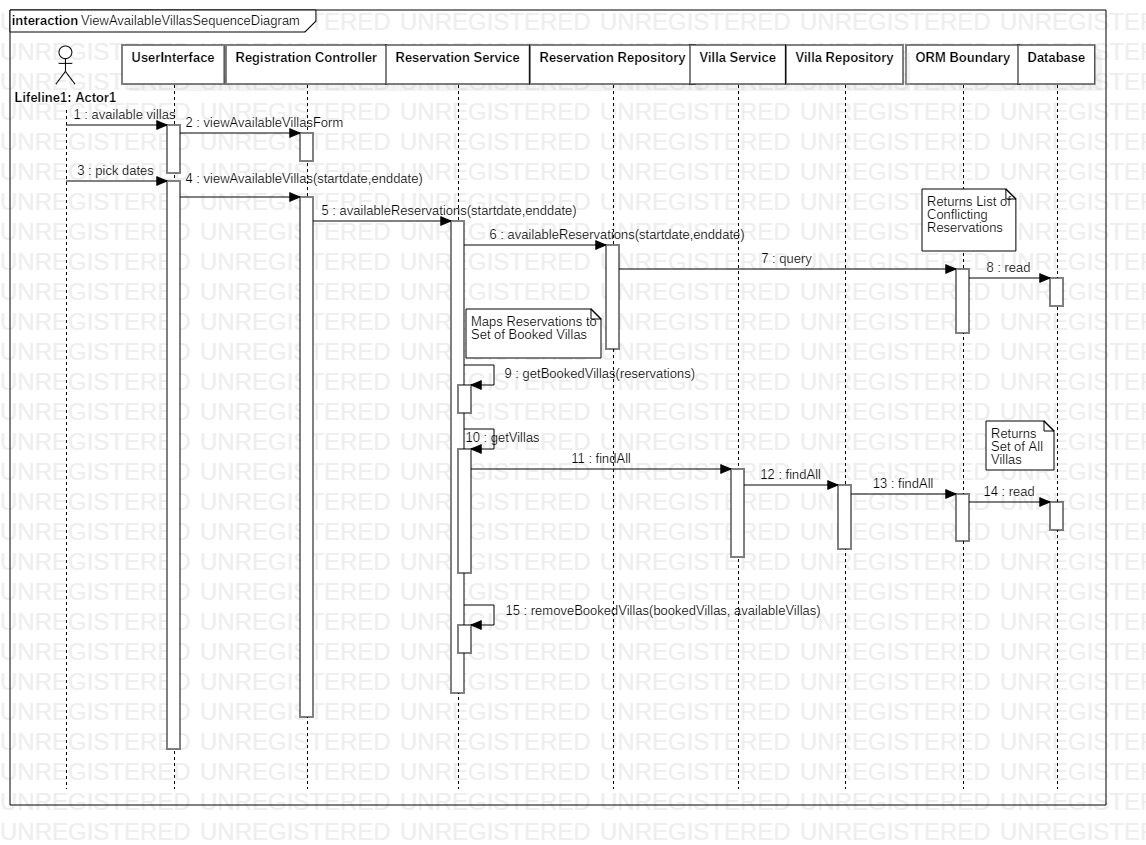 interaction ViewAvailableVillasSequenceDiagram
UserInterface
Registration Controller
Reservation Service
Reservation Repository
Villa Service
Villa Repository
ORM Boundary
Database
Lifeline1: Actor1
1 : available villas
2 : viewAvailableVillasForm
3 : pick dates
4 : viewAvailableVillas(startdate,enddate)
5 : availableReservations(startdate,enddate)
Returns List of
Conflicting
Reservations
6 : availableReservations(startdate,enddate)
7 : query
8 : read
Maps Reservations to
Set of Booked Villas
9 : getBookedVillas(reservations)
10 : getVillas
Returns
Set of All
Villas
11 : findAll
12 : findAll
13 : findAll
14 : read
15 : removeBookedVillas(bookedVillas, availableVillas)
UNREGISTERED UNREGISTERED UNREGISTERED UNREGISTERED UNREGISTERED UNREGISTERED